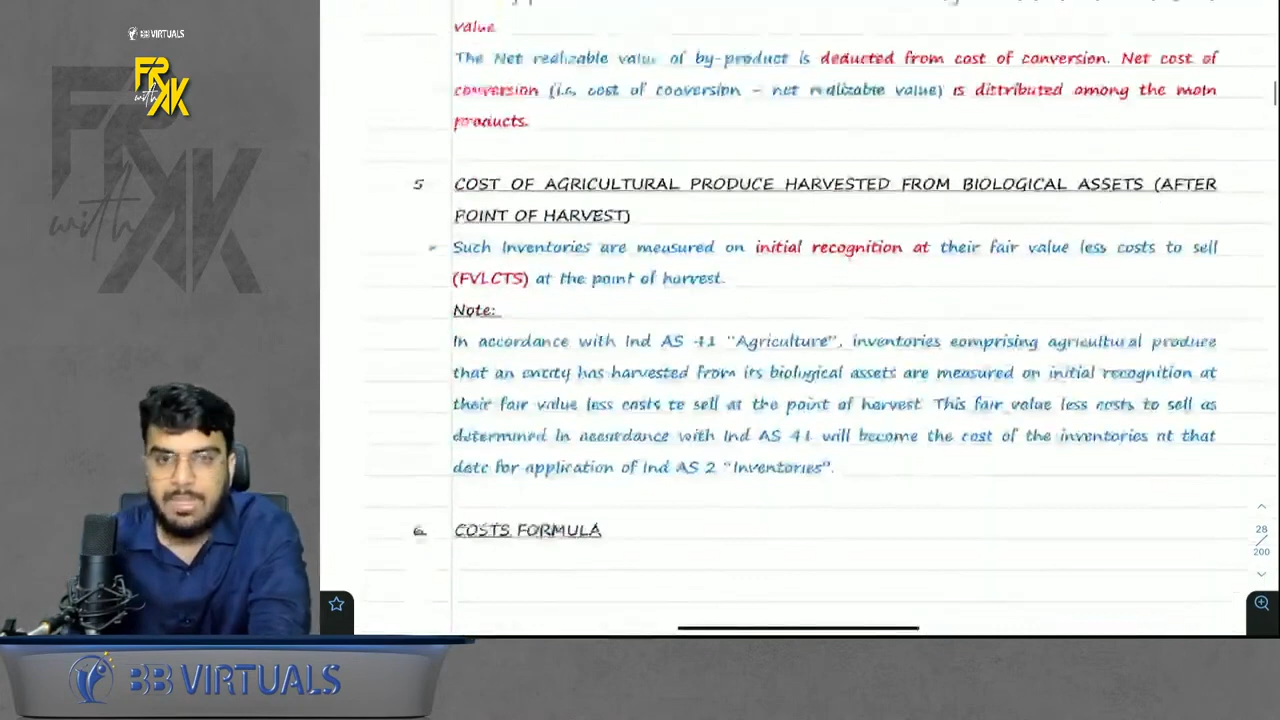 BB VIRTUALS
FR
with AK
FR
with AK
value
The Net realizable value of by-product is deducted from cost of conversion. Net cost of
conversion (i.e. cost of conversion - net realizable value) is distributed among the main
products.
5 COST OF AGRICULTURAL PRODUCE HARVESTED FROM BIOLOGICAL ASSETS (AFTER
POINT OF HARVEST)
Such Inventories are measured on initial recognition at their fair value less costs to sell
(FVLCTS) at the point of harvest.
Note:
In accordance with Ind AS 41 "Agriculture", inventories comprising agricultural produce
that an entity has harvested from its biological assets are measured on initial recognition at
their fair value less costs to sell at the point of harvest. This fair value less costs to sell as
determined in accordance with Ind AS 41 will become the cost of the inventories at that
date for application of Ind AS 2 "Inventories".
6 COSTS FORMULA
28
200
BB VIRTUALS